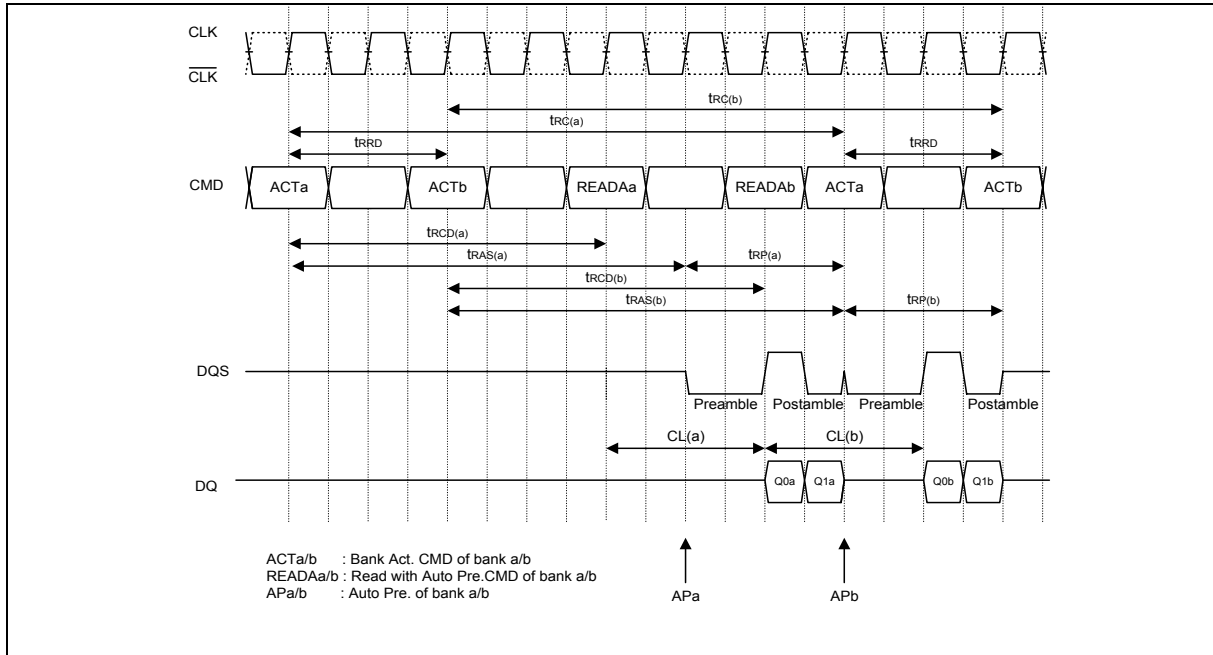 CLK
CLK
tRC(b)
tRC(a)
tRRD tRRD
CMD ACTa ACTb READAa READAb ACTa ACTb
tRCD(a)
tRAS(a) tRP(a)
tRCD(b)
tRAS(b) tRP(b)
DQS
Preamble Postamble Preamble Postamble
CL(a) CL(b)
DQ Q0a Q1a Q0b Q1b
ACTa/b : Bank Act. CMD of bank a/b
READAa/b : Read with Auto Pre.CMD of bank a/b
APa/b : Auto Pre. of bank a/b
APa APb